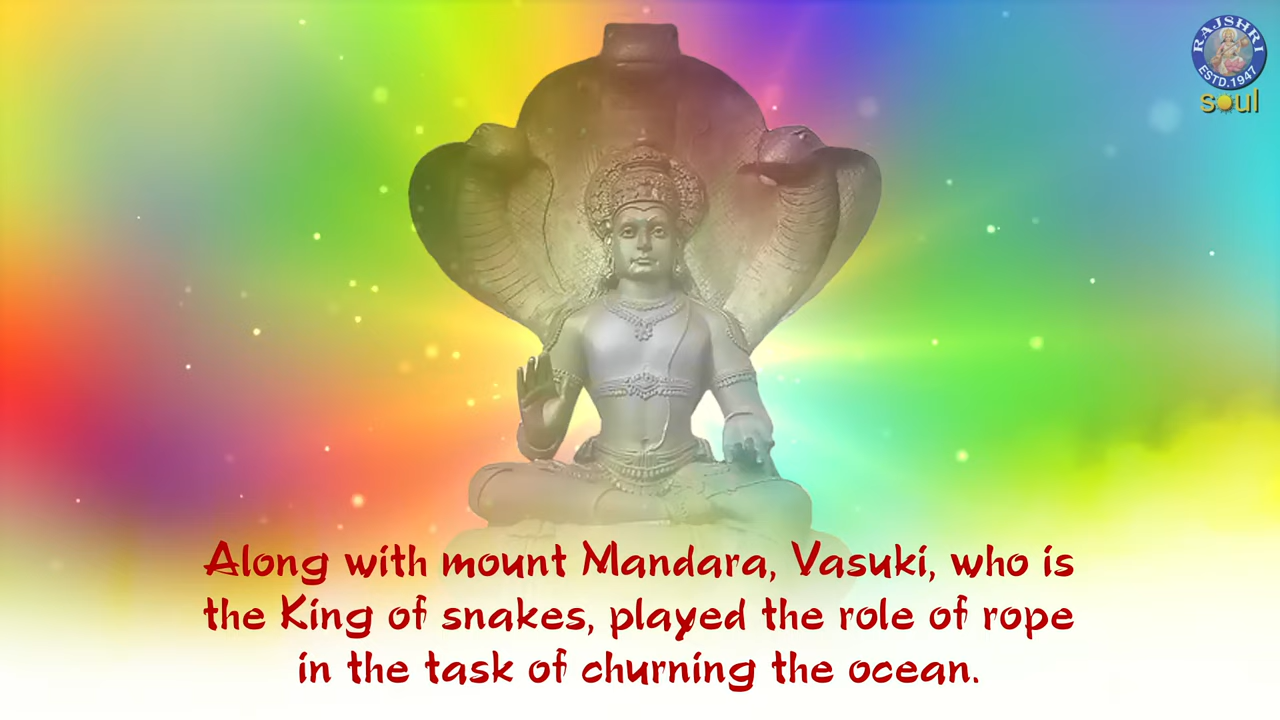 RAJSHRI
ESTD.1947
soul
Along with mount Mandara, Vasuki, who is
the King of snakes, played the role of rope
in the task of churning the ocean.